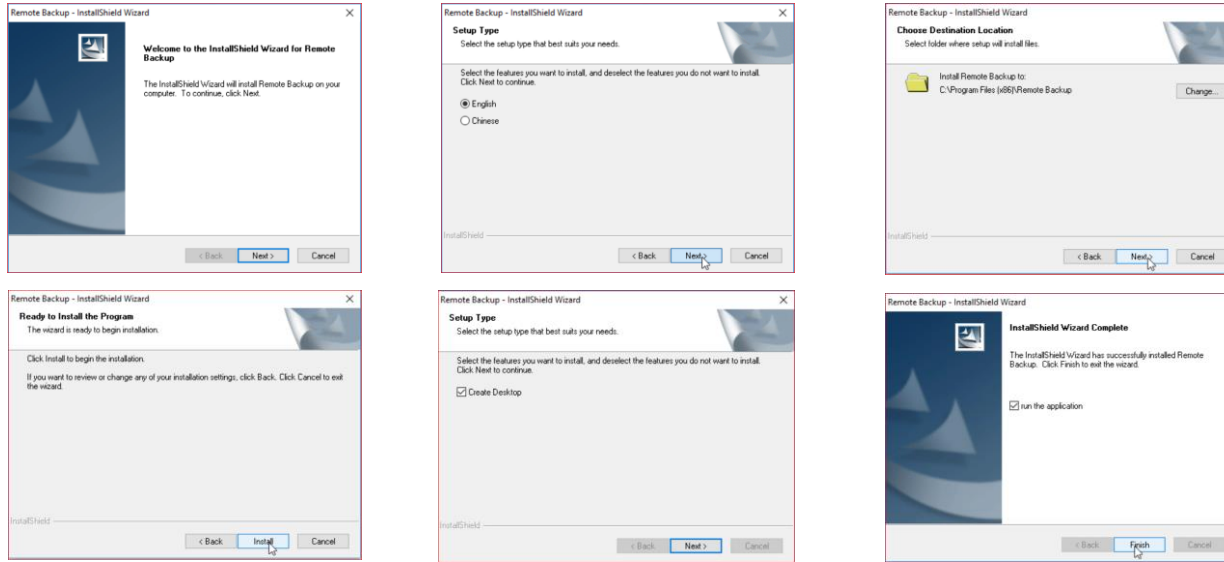 Remote Backup - InstallShield Wizard
Welcome to the InstallShield Wizard for Remote
Backup
The InstallShield Wizard will install Remote Backup on your
computer. To continue, click Next.
< Back
Next >
Cancel
Remote Backup - InstallShield Wizard
Setup Type
Select the setup type that best suits your needs.
Select the features you want to install, and deselect the features you do not want to install.
Click Next to continue.
English
Chinese
InstallShield
< Back
Next >
Cancel
Remote Backup - InstallShield Wizard
Choose Destination Location
Select folder where setup will install files.
Install Remote Backup to:
C:\Program Files (x86)\Remote Backup
Change...
InstallShield
< Back
Next >
Cancel
Remote Backup - InstallShield Wizard
Ready to Install the Program
The wizard is ready to begin installation.
Click Install to begin the installation.
If you want to review or change any of your installation settings, click Back. Click Cancel to exit
the wizard.
InstallShield
< Back
Install
Cancel
Remote Backup - InstallShield Wizard
Setup Type
Select the setup type that best suits your needs.
Select the features you want to install, and deselect the features you do not want to install.
Click Next to continue.
Create Desktop
InstallShield
< Back
Next >
Cancel
Remote Backup - InstallShield Wizard
InstallShield Wizard Complete
The InstallShield Wizard has successfully installed Remote
Backup. Click Finish to exit the wizard.
run the application
< Back
Finish
Cancel